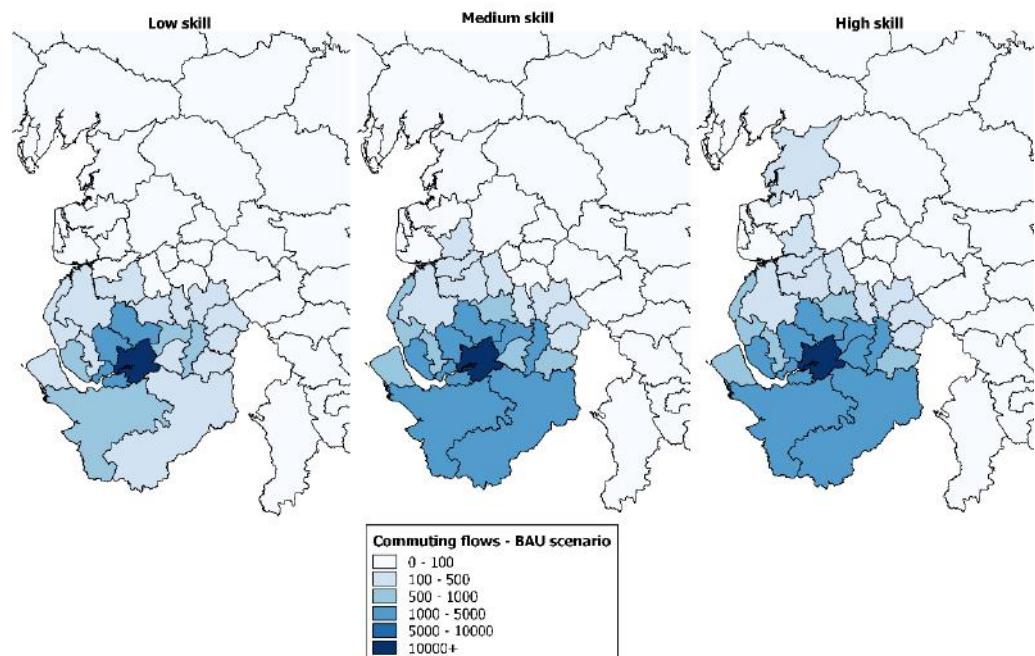 Low skill
Medium skill
High skill
Commuting flows - BAU scenario
0 - 100
100 - 500
500 - 1000
1000 - 5000
5000 - 10000
10000+